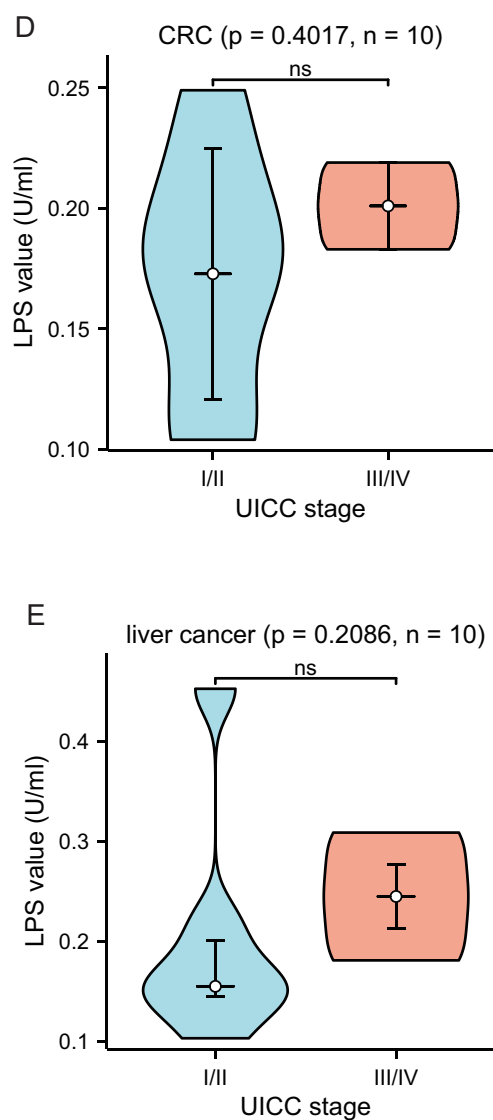 D
CRC (p = 0.4017, n = 10)
ns
LPS value (U/ml)
0.25
0.20
0.15
0.10
I/II
III/IV
UICC stage
E
liver cancer (p = 0.2086, n = 10)
ns
LPS value (U/ml)
0.4
0.3
0.2
0.1
I/II
III/IV
UICC stage